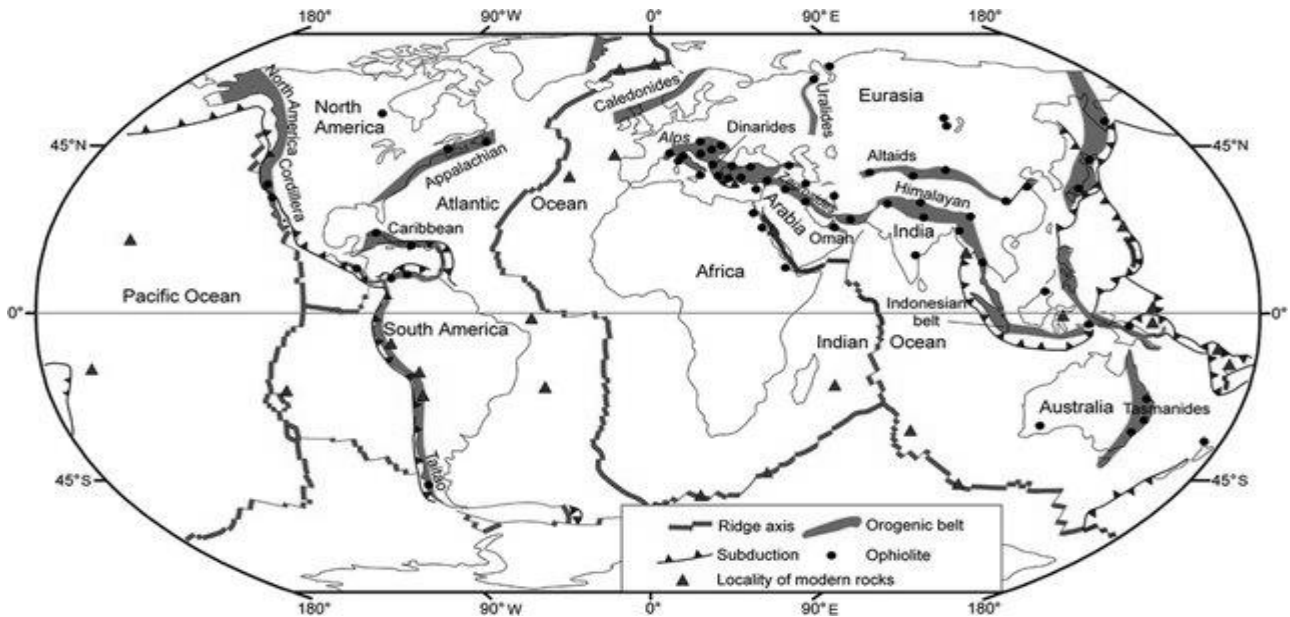 180°
90°W
0
90°E
180°
North America Cordillera
North
America
Caledonides
Uralides
Eurasia
45°N
45°N
Alps
Dinarides
Appalachian
Altaids
Himalayan
Atlantic
Ocean
Arabia
Caribbean
Oman
India
Africa
Pacific Ocean
Indonesian
belt
0°
0°
South America
Indian
Ocean
Australia
Tasmanides
Taitao
45°S
45°S
Ridge axis
Orogenic belt
Subduction
Ophiolite
Locality of modern rocks
180°
90°W
0
90°E
180°